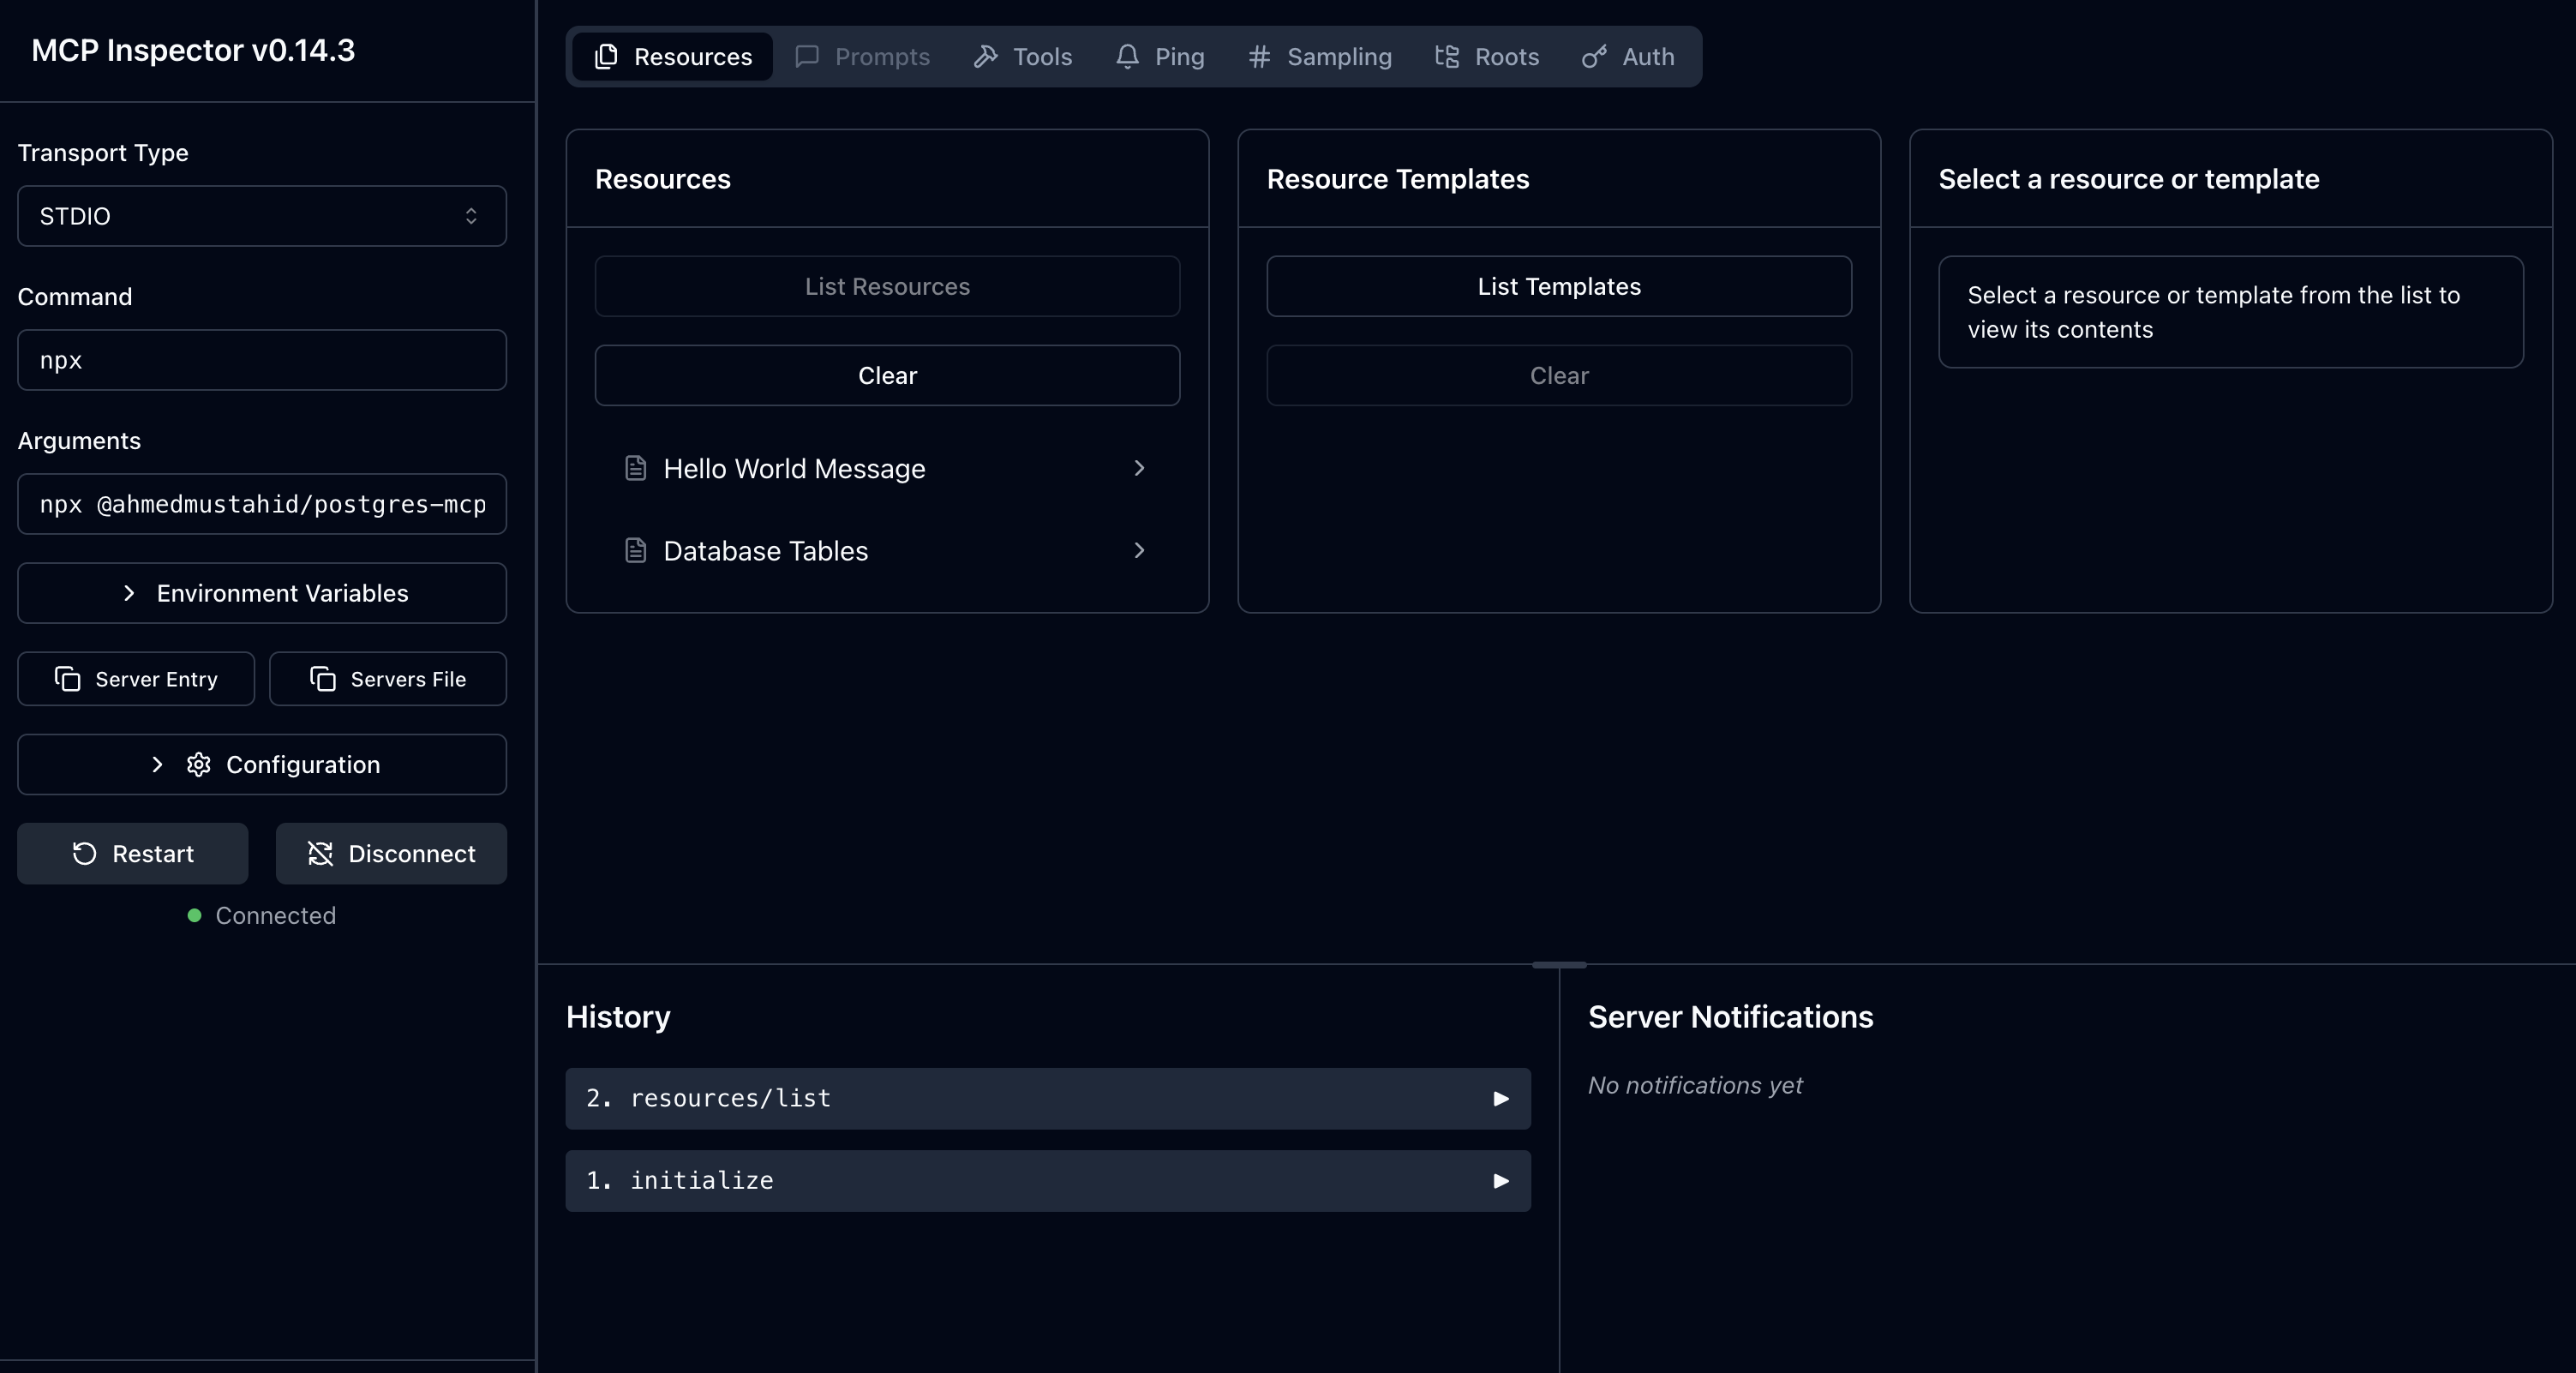 MCP Inspector v0.14.3
Transport Type
STDIO
Command
npx
Arguments
npx @ahmedmustahid/postgres-mcp
Environment Variables
Server Entry
Servers File
Configuration
Restart
Disconnect
Connected
Resources
Prompts
Tools
Ping
Sampling
Roots
Auth
Resources
List Resources
Clear
Hello World Message
Database Tables
Resource Templates
List Templates
Clear
Select a resource or template
Select a resource or template from the list to
view its contents
History
2. resources/list
1. initialize
Server Notifications
No notifications yet